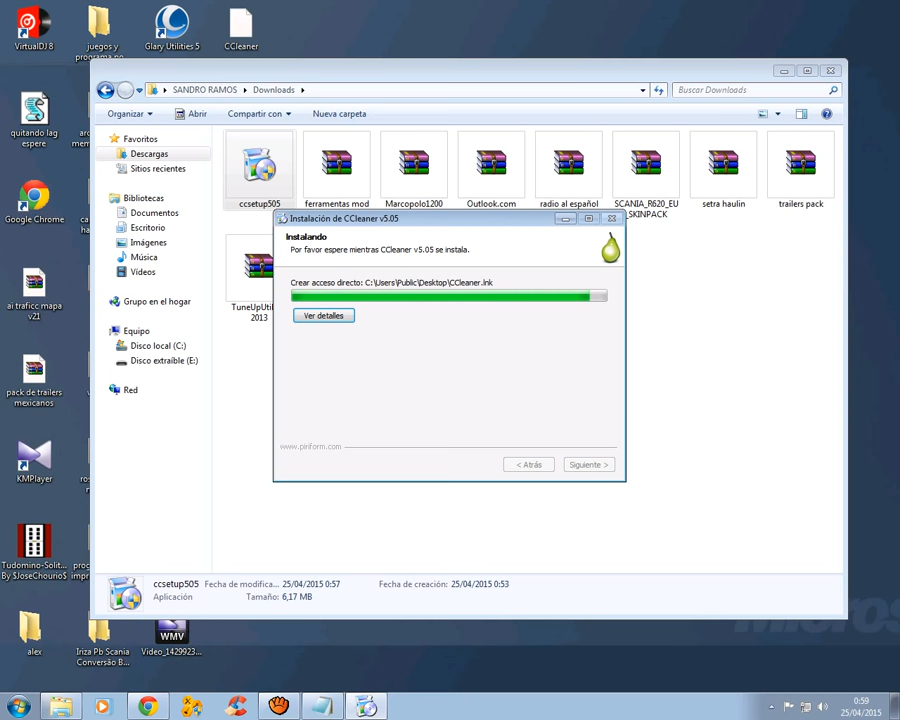 VirtualDJ 8
juegos y
programa po
Glary Utilities 5
CCleaner
SANDRO RAMOS
Downloads
Buscar Downloads
Organizar
Abrir
Compartir con
Nueva carpeta
quitando lag
espere
Google Chrome
ai traficc mapa
v21
pack de trailers
mexicanos
KMPlayer
Tudomino-Solit...
By $JoseChourio$
alex
Iriza Pb Scania
Conversão B...
WMV
Video_1429923...
Favoritos
Descargas
Sitios recientes
Bibliotecas
Documentos
Escritorio
Imágenes
Música
Vídeos
Grupo en el hogar
Equipo
Disco local (C:)
Disco extraíble (E:)
Red
ccsetup505
ferramentas mod
Marcopolo1200
Outlook.com
radio al español
SCANIA_R620_EU
SKINPACK
setra haulin
trailers pack
TuneUpUtil
2013
Instalación de CCleaner v5.05
Instalando
Por favor espere mientras CCleaner v5.05 se instala.
Crear acceso directo: C:\Users\Public\Desktop\CCleaner.lnk
Ver detalles
www.piriform.com
< Atrás
Siguiente >
ccsetup505
Fecha de modifica...
25/04/2015 0:57
Fecha de creación:
25/04/2015 0:53
Aplicación
Tamaño:
6,17 MB
0:59
25/04/2015